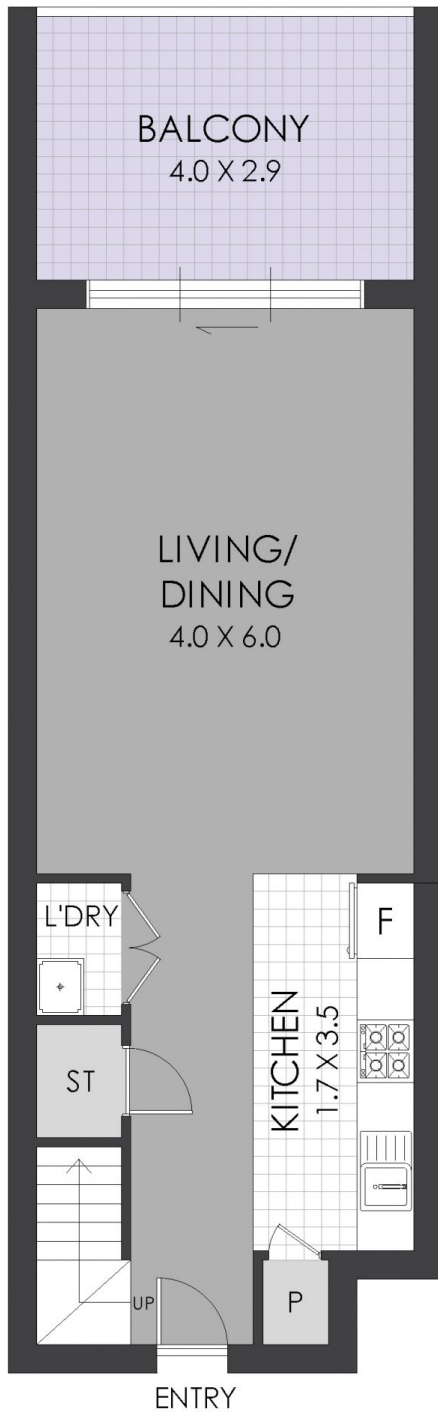 BALCONY
4.0 X 2.9
LIVING/
DINING
4.0 X 6.0
L'DRY
F
KITCHEN
1.7 X 3.5
ST
UP
P
ENTRY